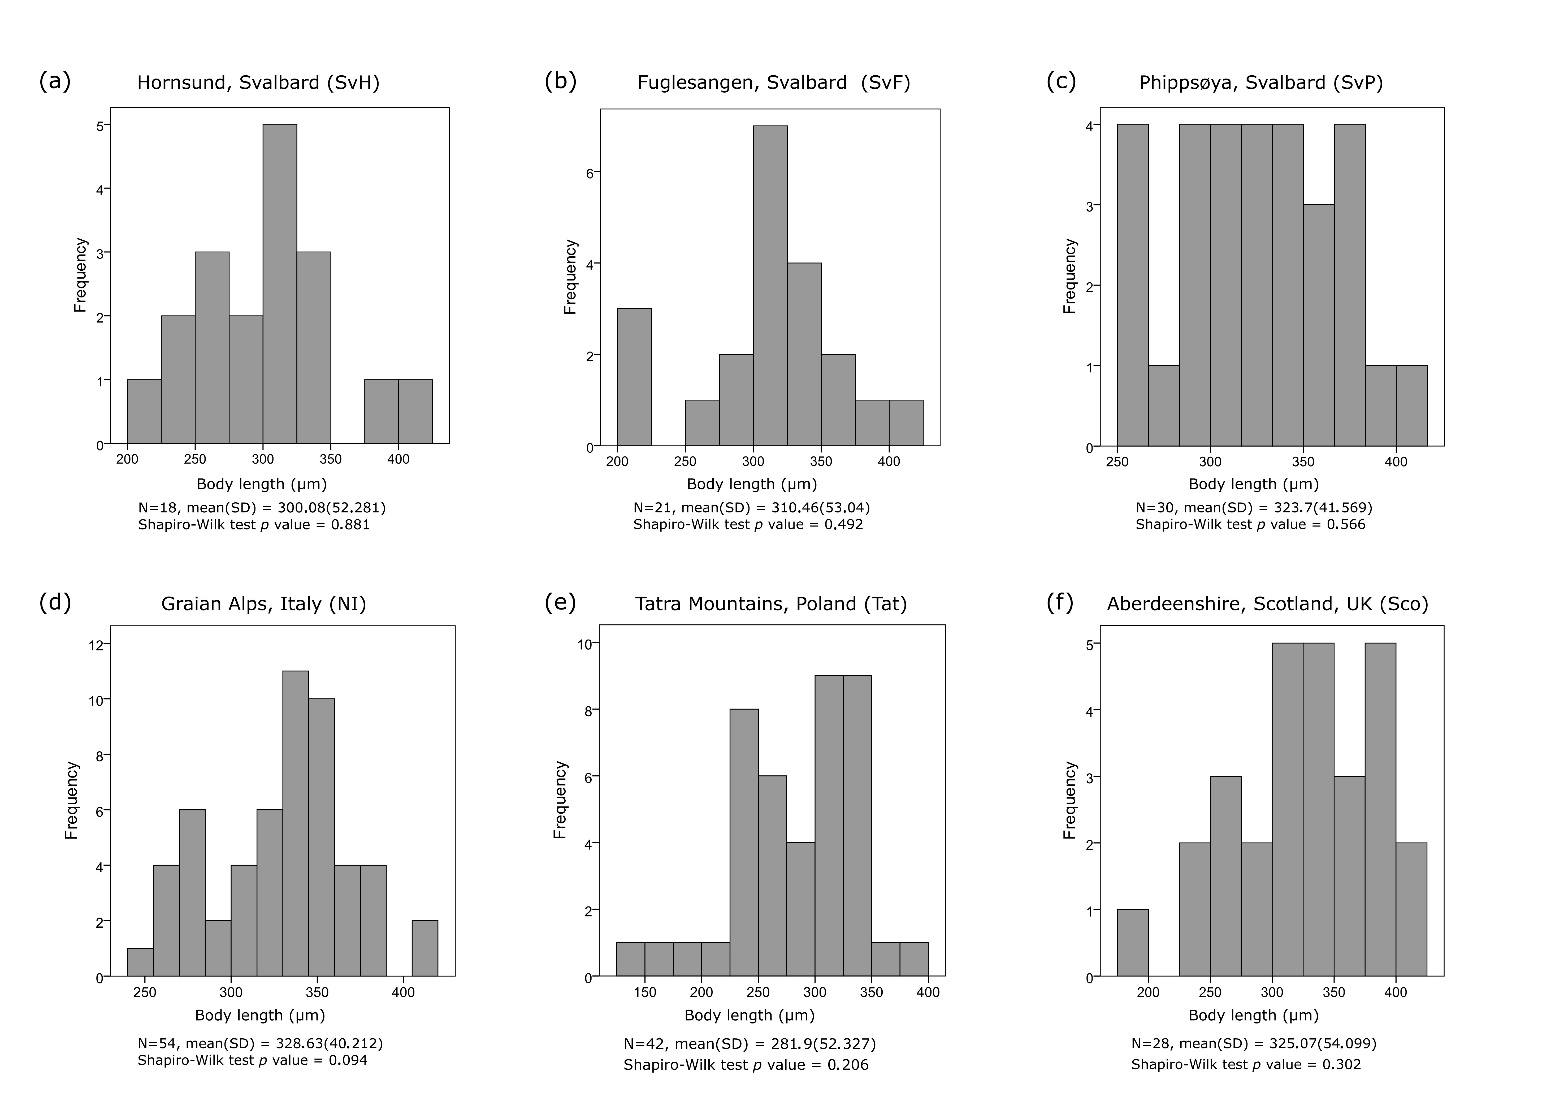 (a) Hornsund, Svalbard (SvH)
5
4
3
2
1
0
Frequency
200 250 300 350 400
Body length (µm)
N=18, mean(SD) = 300.08(52.281)
Shapiro-Wilk test p value = 0.881
(b) Fuglesangen, Svalbard (SvF)
6
4
2
0
Frequency
200 250 300 350 400
Body length (µm)
N=21, mean(SD) = 310.46(53.04)
Shapiro-Wilk test p value = 0.492
(c) Phippsøya, Svalbard (SvP)
4
3
2
1
0
Frequency
250 300 350 400
Body length (µm)
N=30, mean(SD) = 323.7(41.569)
Shapiro-Wilk test p value = 0.566
(d) Graian Alps, Italy (NI)
12
10
8
6
4
2
0
Frequency
250 300 350 400
Body length (µm)
N=54, mean(SD) = 328.63(40.212)
Shapiro-Wilk test p value = 0.094
(e) Tatra Mountains, Poland (Tat)
10
8
6
4
2
0
Frequency
150 200 250 300 350 400
Body length (µm)
N=42, mean(SD) = 281.9(52.327)
Shapiro-Wilk test p value = 0.206
(f) Aberdeenshire, Scotland, UK (Sco)
5
4
3
2
1
0
Frequency
200 250 300 350 400
Body length (µm)
N=28, mean(SD) = 325.07(54.099)
Shapiro-Wilk test p value = 0.302